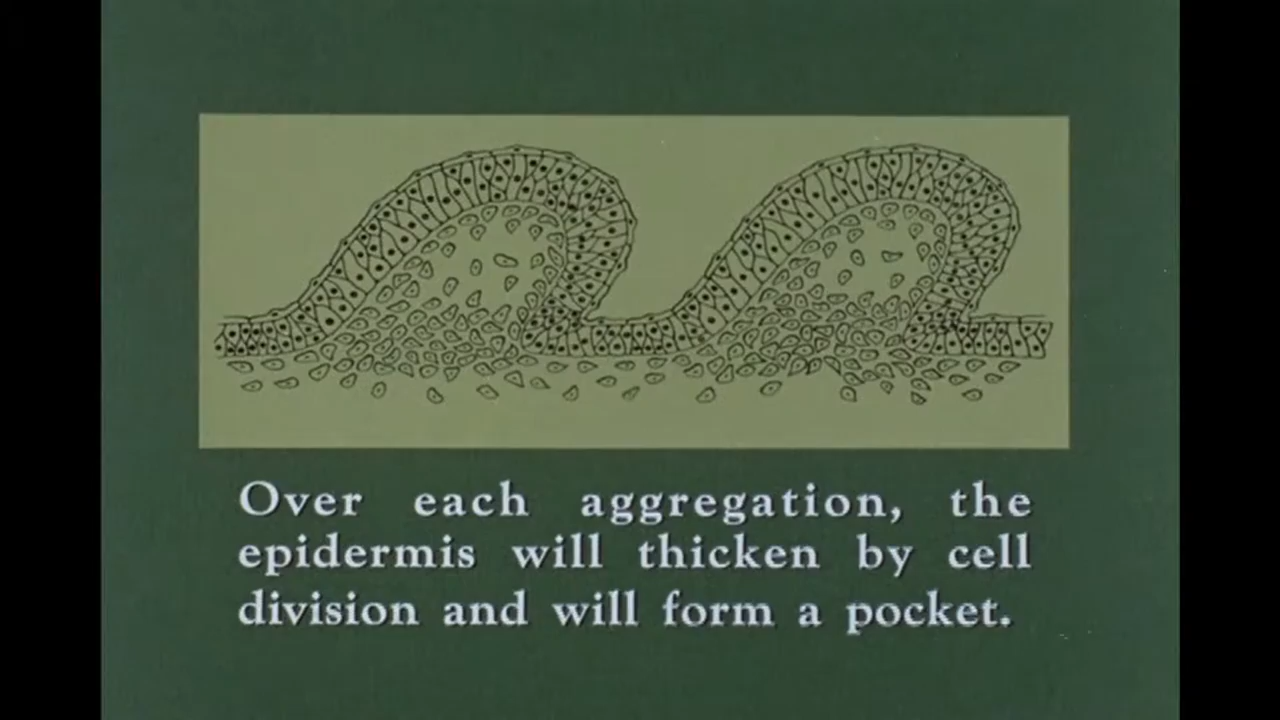 Over each aggregation, the
epidermis will thicken by cell
division and will form a pocket.